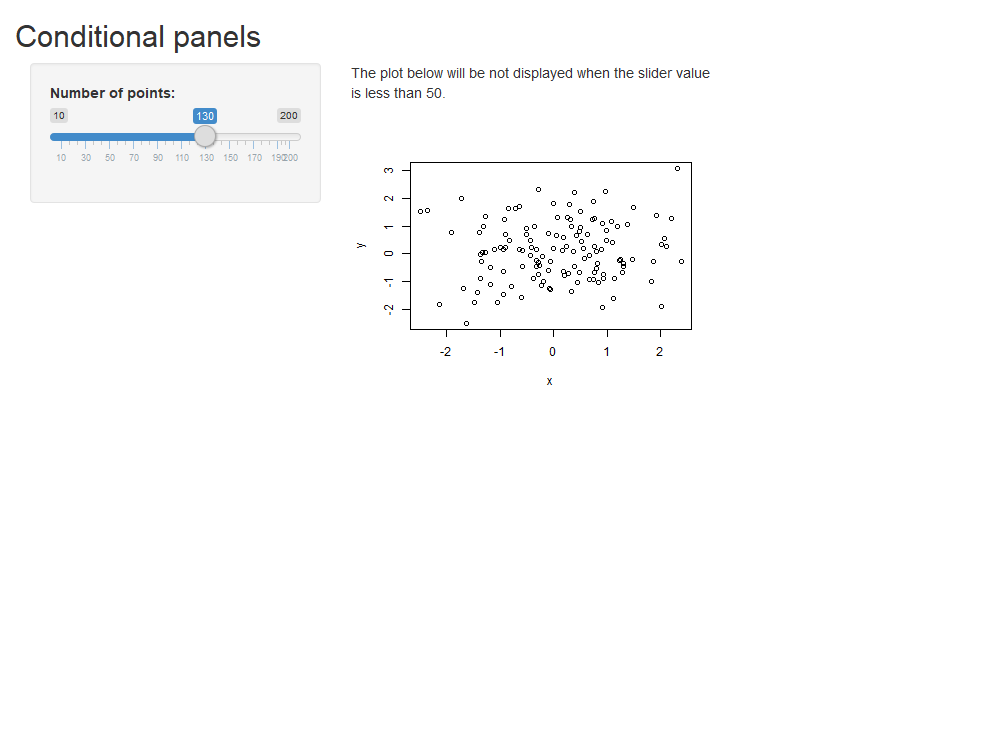 Conditional panels
Number of points:
10 130 200
10 30 50 70 90 110 130 150 170 190200
The plot below will be not displayed when the slider value
is less than 50.
3
2
1
0
-1
-2
y
-2 -1 0 1 2
x